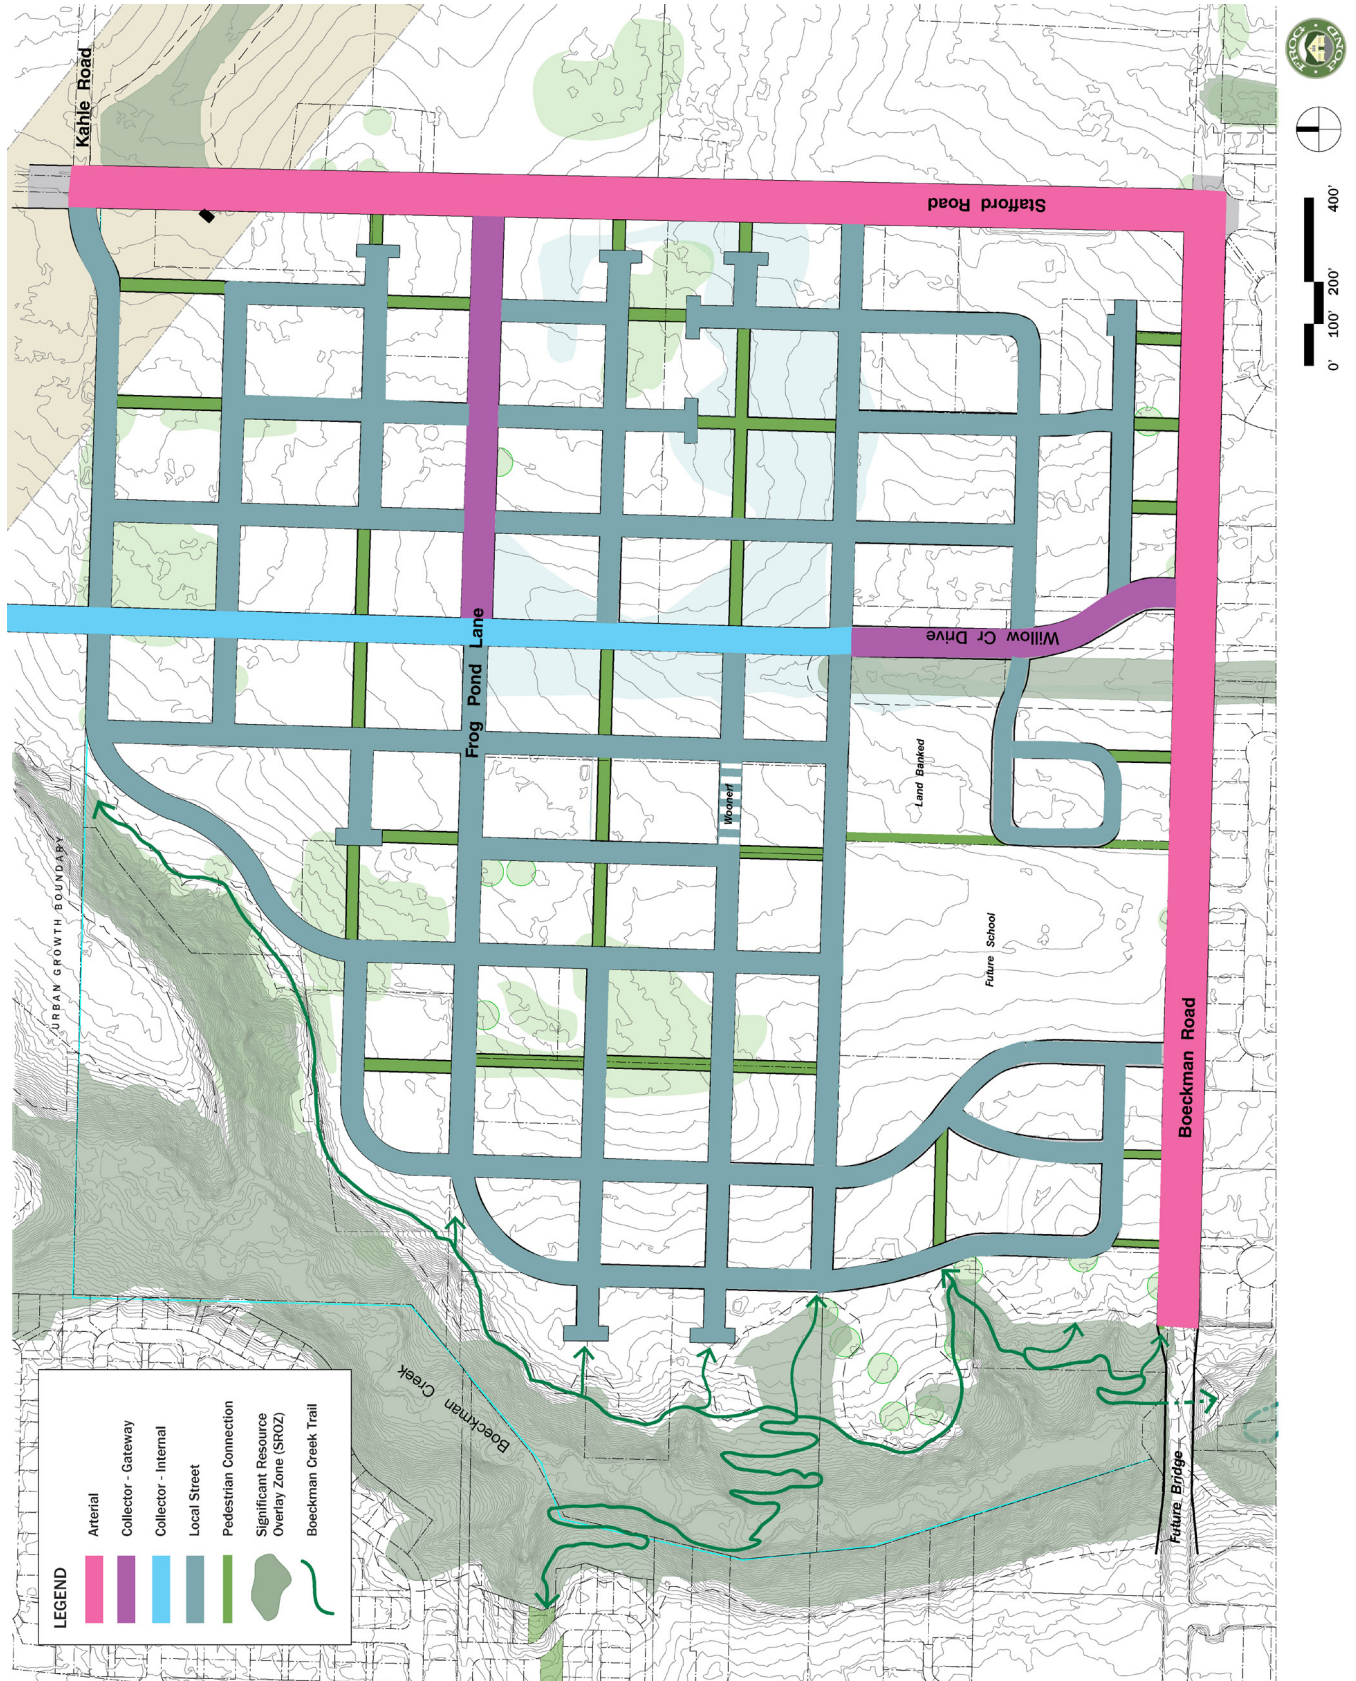 Kahle Road
Stafford Road
Frog Pond Lane
Willow Cr Drive
Woonerf
Land Banked
Future School
Boeckman Road
Future Bridge
Boeckman Creek
URBAN GROWTH BOUNDARY
LEGEND
Arterial
Collector - Gateway
Collector - Internal
Local Street
Pedestrian Connection
Significant Resource
Overlay Zone (SROZ)
Boeckman Creek Trail
FROG
POND
0' 100' 200' 400'